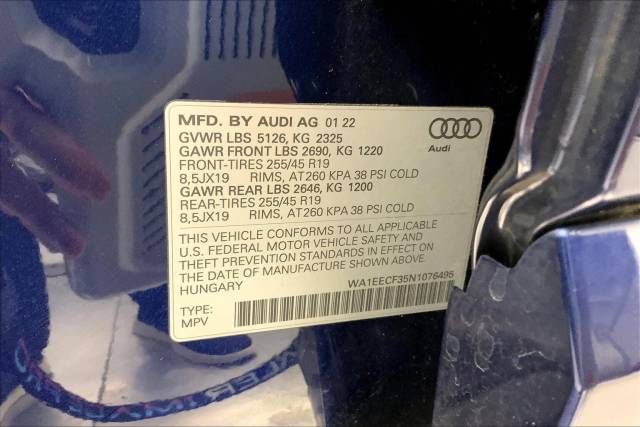 MFD. BY AUDI AG 01 22
GVWR LBS 5126, KG 2325
GAWR FRONT LBS 2690, KG 1220
FRONT-TIRES 255/45 R19
8,5JX19 RIMS, AT260 KPA 38 PSI COLD
GAWR REAR LBS 2646, KG 1200
REAR-TIRES 255/45 R19
8,5JX19 RIMS, AT260 KPA 38 PSI COLD
Audi
THIS VEHICLE CONFORMS TO ALL APPLICABLE
U.S. FEDERAL MOTOR VEHICLE SAFETY AND
THEFT PREVENTION STANDARDS IN EFFECT ON
THE DATE OF MANUFACTURE SHOWN ABOVE
HUNGARY
WA1EECF35N1076495
TYPE:
MPV